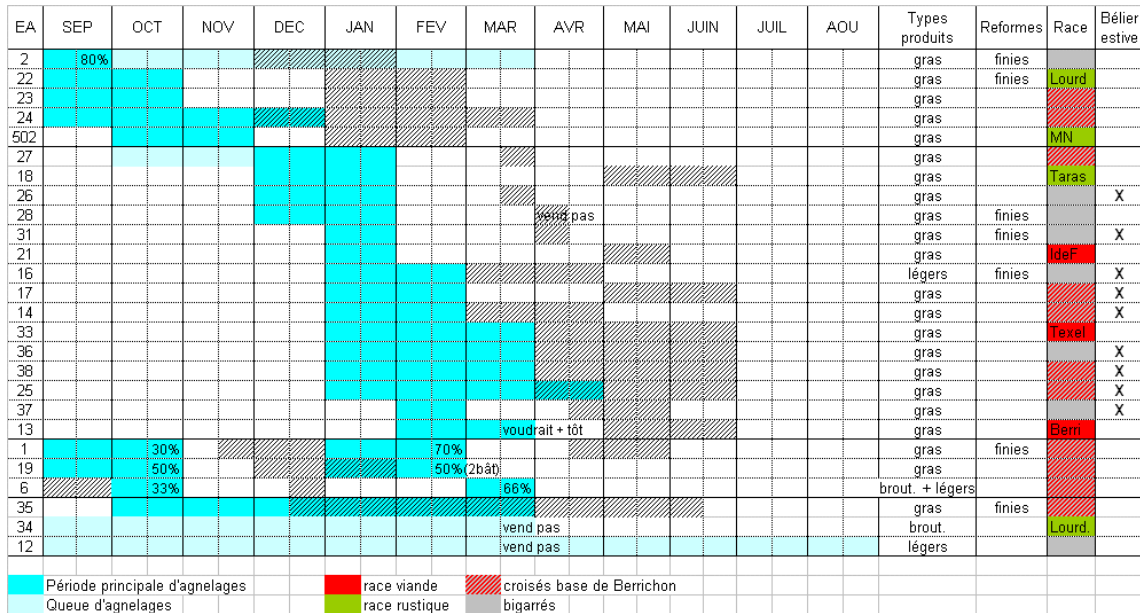 EA SEP OCT NOV DEC JAN FEV MAR AVR MAI JUIN JUIL AOU Types produits Reformes Race Bélier estive
2 80% gras finies
22 gras finies Lourd
23 gras
24 gras
502 gras MN
27 gras
18 gras Taras
26 gras X
28 vend pas gras finies
31 gras finies X
21 gras IdeF
16 légers finies X
17 gras X
14 gras X
33 gras Texel
36 gras X
38 gras X
25 gras X
37 gras X
13 voudrait + tôt gras Berri
1 30% 70% gras finies
19 50% 50% (2bât) gras
6 33% 66% brout. + légers
35 gras finies
34 vend pas brout. Lourd.
12 vend pas légers
Période principale d'agnelages race viande croisés base de Berrichon
Queue d'agnelages race rustique bigarrés